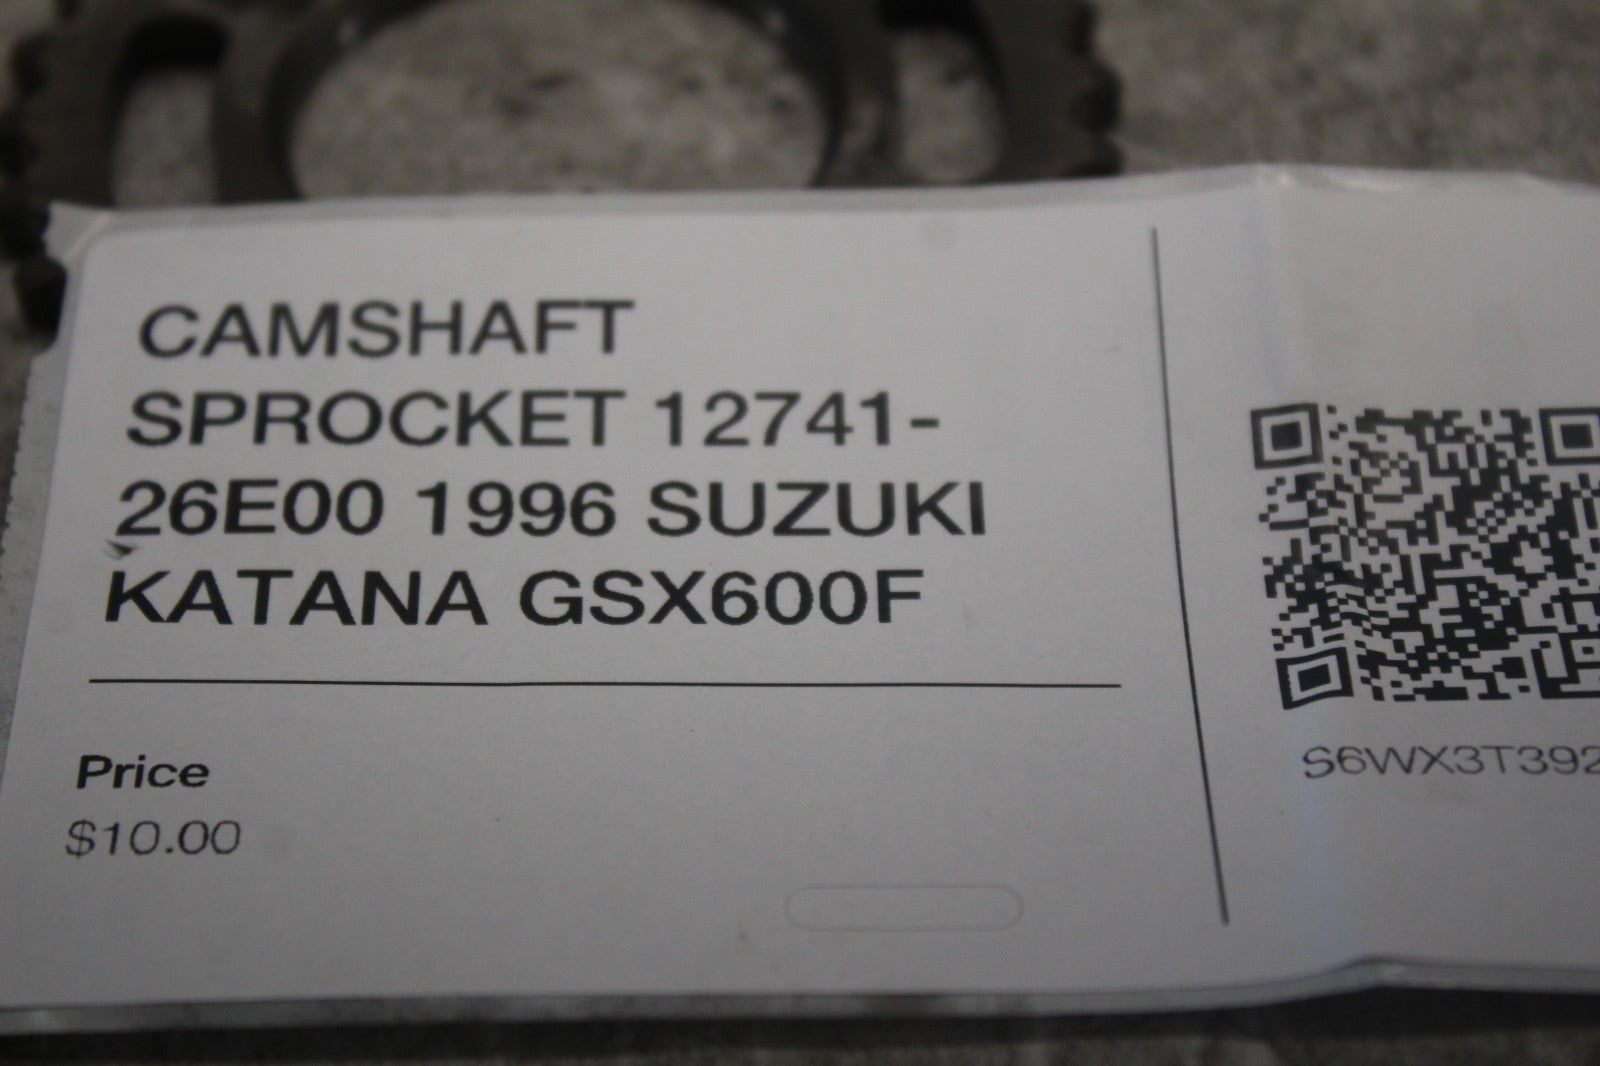 CAMSHAFT
SPROCKET 12741-
26E00 1996 SUZUKI
KATANA GSX600F
Price
$10.00
S6WX3T392